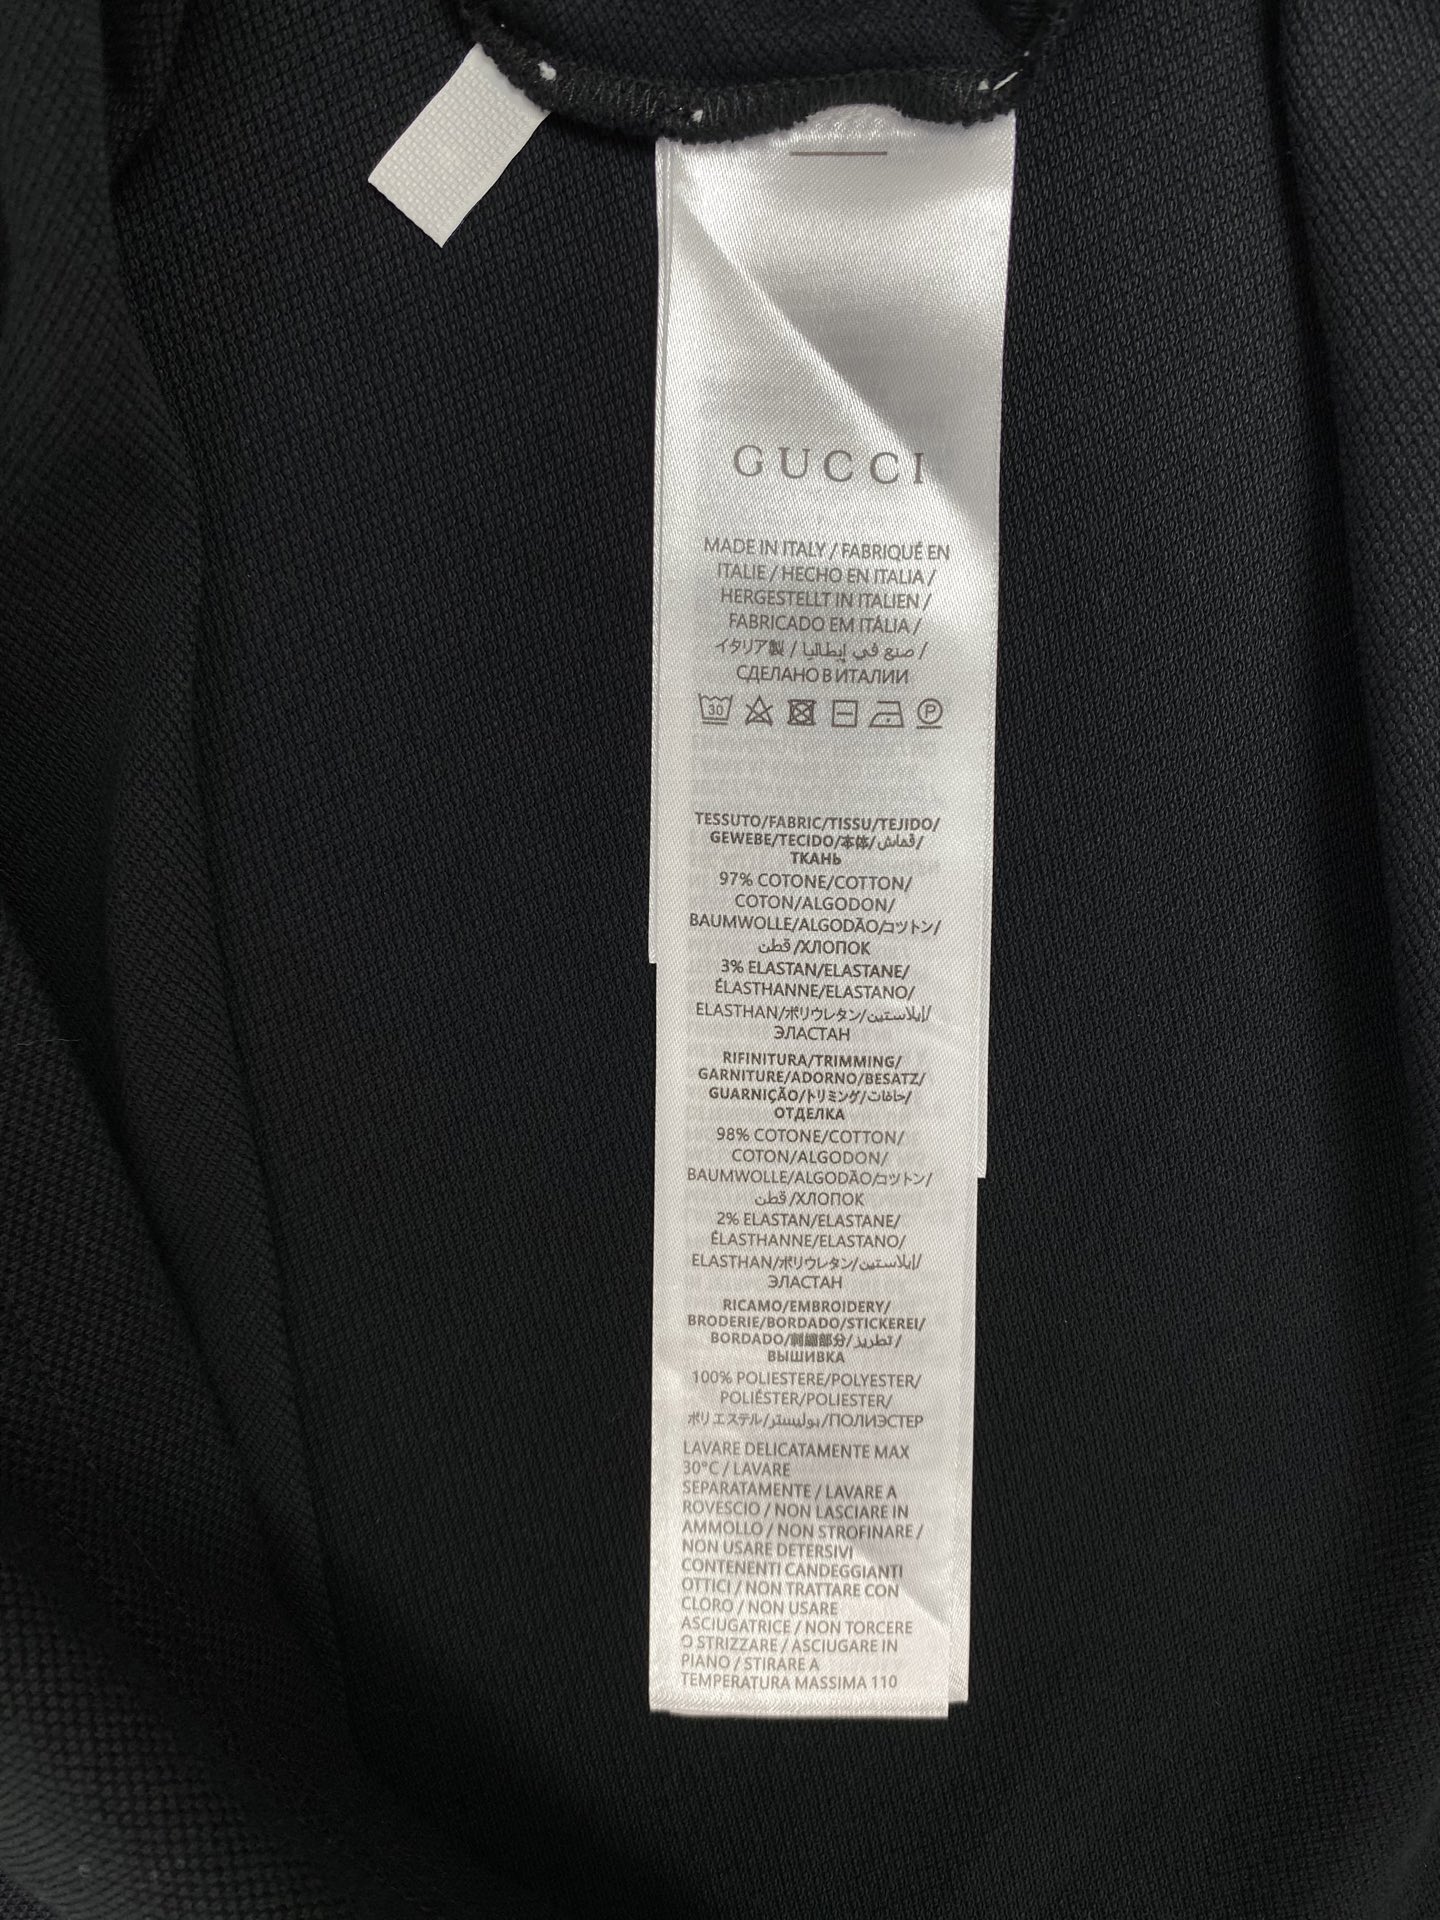 GUCCI
MADE IN ITALY / FABRIQUÉ EN
ITALIE / HECHO EN ITALIA /
HERGESTELLT IN ITALIEN /
FABRICADO EM ITÁLIA /
イタリア製 / صنع في إيطاليا /
СДЕЛАНО В ИТАЛИИ
30 P
TESSUTO/FABRIC/TISSU/TEJIDO/
GEWEBE/TECIDO/本体/قماش/
ТКАНЬ
97% COTONE/COTTON/
COTON/ALGODON/
BAUMWOLLE/ALGODÃO/コットン/
قطن/ХЛОПОК
3% ELASTAN/ELASTANE/
ÉLASTHANNE/ELASTANO/
ELASTHAN/ポリウレタン/إيلاستين/
ЭЛАСТАН
RIFINITURA/TRIMMING/
GARNITURE/ADORNO/BESATZ/
GUARNIÇÃO/トリミング/حافات/
ОТДЕЛКА
98% COTONE/COTTON/
COTON/ALGODON/
BAUMWOLLE/ALGODÃO/コットン/
قطن/ХЛОПОК
2% ELASTAN/ELASTANE/
ÉLASTHANNE/ELASTANO/
ELASTHAN/ポリウレタン/إيلاستين/
ЭЛАСТАН
RICAMO/EMBROIDERY/
BRODERIE/BORDADO/STICKEREI/
BORDADO/刺繍部分/تطريز/
ВЫШИВКА
100% POLIESTERE/POLYESTER/
POLIÉSTER/POLIESTER/
ポリエステル/بوليستر/ПОЛИЭСТЕР
LAVARE DELICATAMENTE MAX
30°C / LAVARE
SEPARATAMENTE / LAVARE A
ROVESCIO / NON LASCIARE IN
AMMOLLO / NON STROFINARE /
NON USARE DETERSIVI
CONTENENTI CANDEGGIANTI
OTTICI / NON TRATTARE CON
CLORO / NON USARE
ASCIUGATRICE / NON TORCERE
O STRIZZARE / ASCIUGARE IN
PIANO / STIRARE A
TEMPERATURA MASSIMA 110